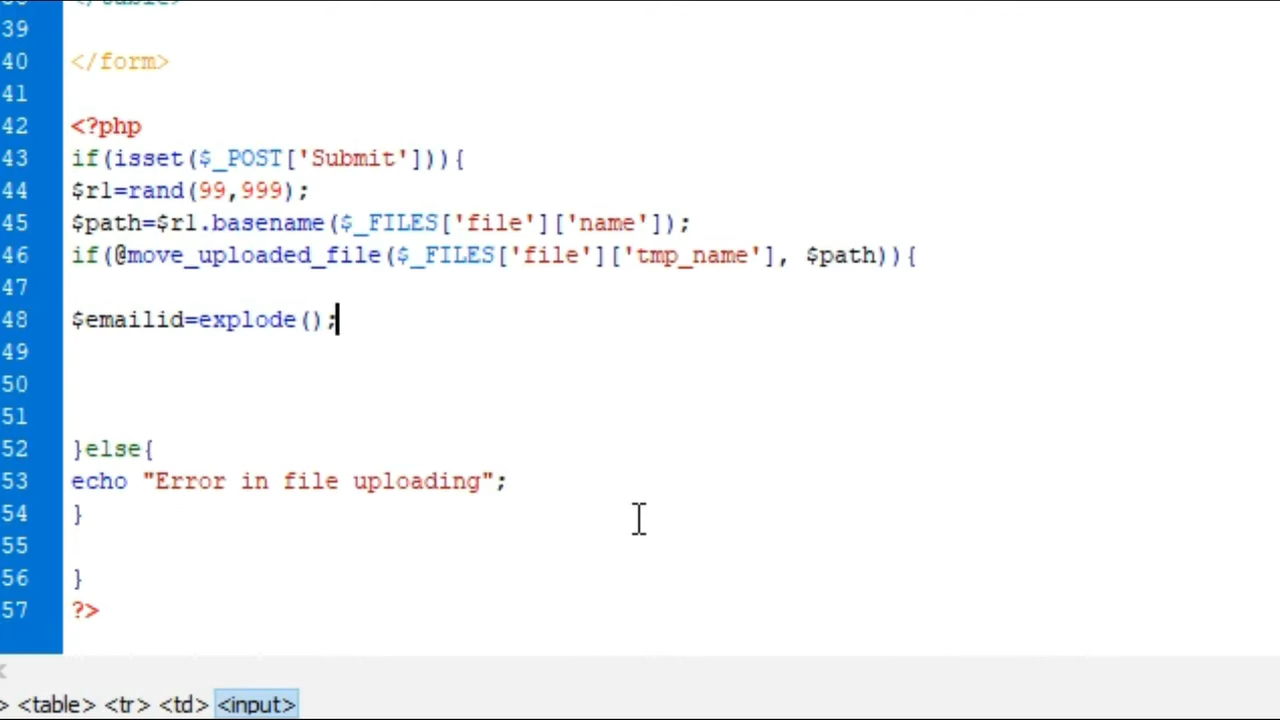 39
40 </form>
41
42 <?php
43 if(isset($_POST['Submit'])){
44 $rl=rand(99,999);
45 $path=$rl.basename($_FILES['file']['name']);
46 if(@move_uploaded_file($_FILES['file']['tmp_name'], $path)){
47
48 $emailid=explode();
49
50
51
52 }else{
53 echo "Error in file uploading";
54 }
55
56 }
57 ?>
> <table> <tr> <td> <input>